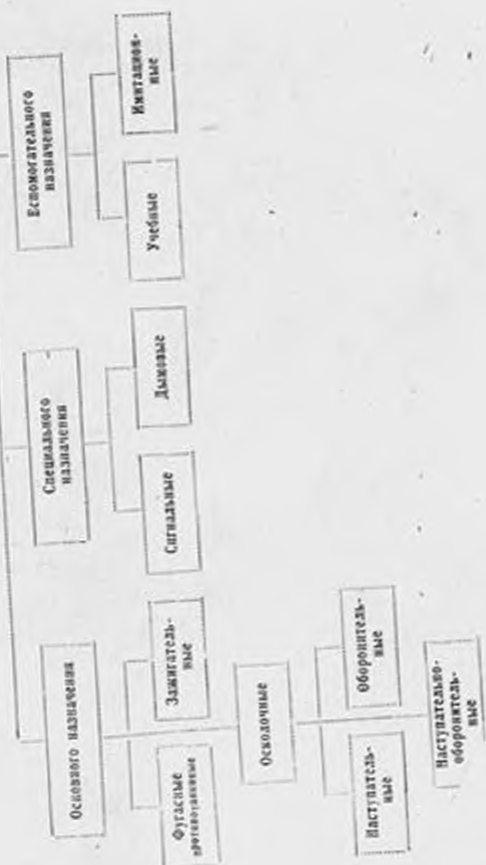 Основного назначения
Специального
назначения
Вспомогательного
назначения
Фугасные
противотанковые
Зажигатель-
ные
Сигнальные
Дымовые
Учебные
Имитацион-
ные
Осколочные
Наступатель-
ные
Оборонитель-
ные
Наступательно-
оборонитель-
ные